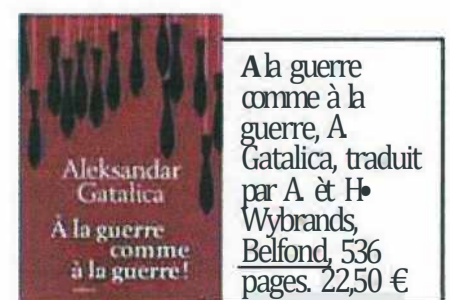 Aleksandar
Gatalica
À la guerre
comme
à la guerre!
A la guerre
comme à la
guerre, A.
Gatalica, traduit
par A. èt H•
Wybrands,
Belfond, 536
pages. 22,50 €